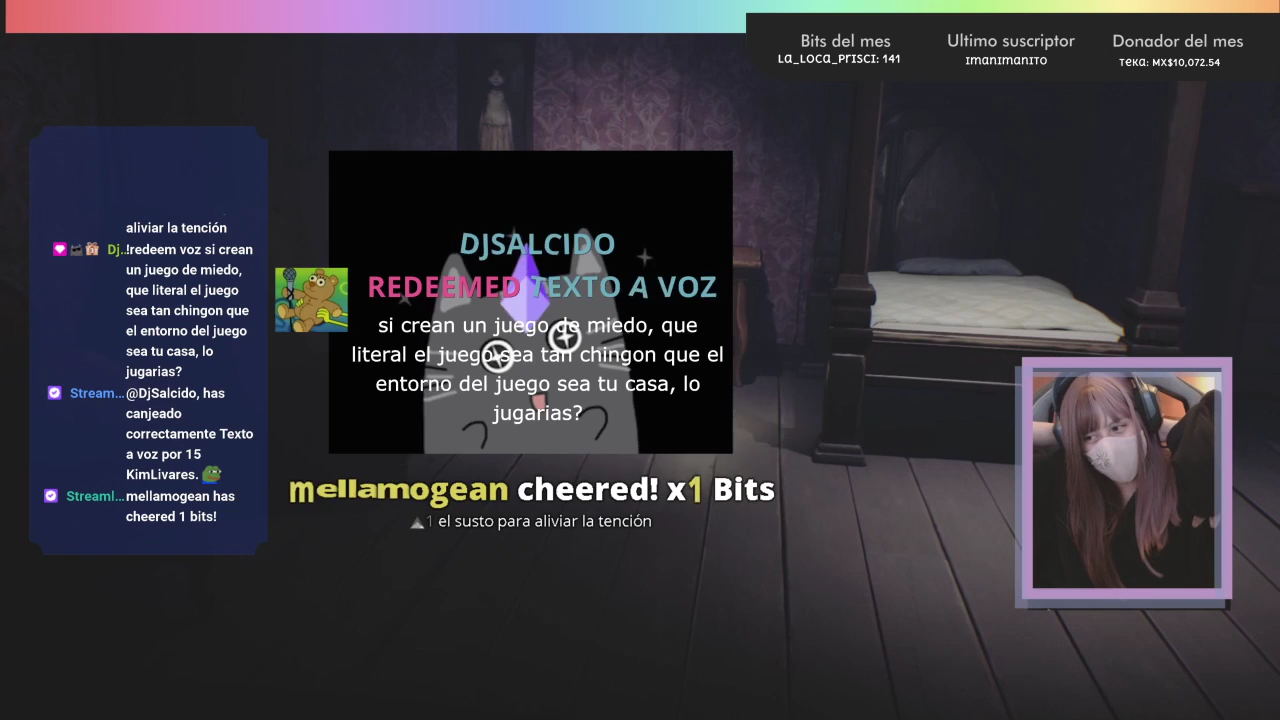 Bits del mes
La_Loca_Prisci: 141
Ultimo suscriptor
imanimanito
Donador del mes
Teka: MX$10,072.54
aliviar la tención
Dj..!redeem voz si crean
un juego de miedo,
que literal el juego
sea tan chingon que
el entorno del juego
sea tu casa, lo
jugarias?
Stream...@DjSalcido, has
canjeado
correctamente Texto
a voz por 15
KimLivares.
Streaml...mellamogean has
cheered 1 bits!
DJSALCIDO
REDEEMED TEXTO A VOZ
si crean un juego de miedo, que
literal el juego sea tan chingon que el
entorno del juego sea tu casa, lo
jugarias?
mellamogean cheered! x1 Bits
1 el susto para aliviar la tención